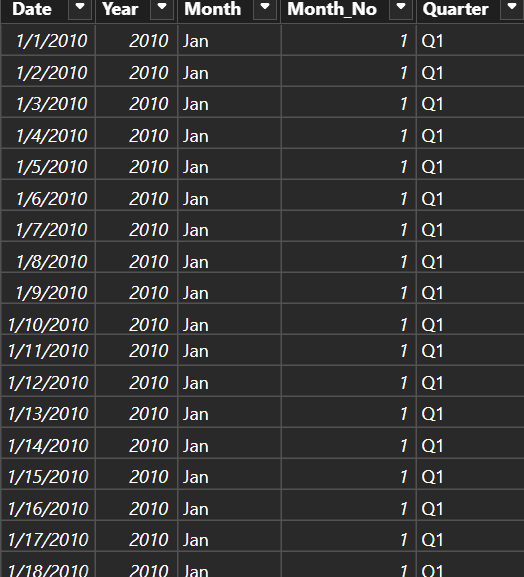 Date Year Month Month_No Quarter
1/1/2010 2010 Jan 1 Q1
1/2/2010 2010 Jan 1 Q1
1/3/2010 2010 Jan 1 Q1
1/4/2010 2010 Jan 1 Q1
1/5/2010 2010 Jan 1 Q1
1/6/2010 2010 Jan 1 Q1
1/7/2010 2010 Jan 1 Q1
1/8/2010 2010 Jan 1 Q1
1/9/2010 2010 Jan 1 Q1
1/10/2010 2010 Jan 1 Q1
1/11/2010 2010 Jan 1 Q1
1/12/2010 2010 Jan 1 Q1
1/13/2010 2010 Jan 1 Q1
1/14/2010 2010 Jan 1 Q1
1/15/2010 2010 Jan 1 Q1
1/16/2010 2010 Jan 1 Q1
1/17/2010 2010 Jan 1 Q1
1/18/2010 2010 Jan 1 Q1